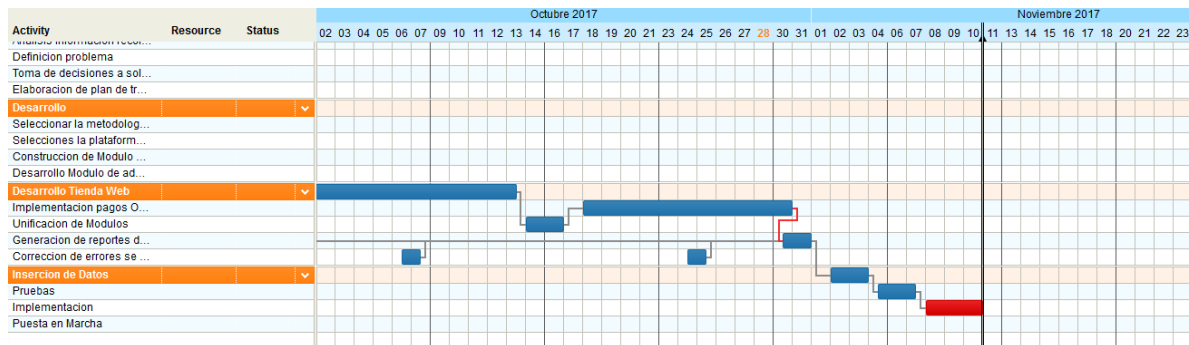 Octubre 2017 Noviembre 2017
Activity Resource Status 02 03 04 05 06 07 09 10 11 12 13 14 16 17 18 19 20 21 23 24 25 26 27 28 30 31 01 02 03 04 06 07 08 09 10 11 13 14 15 16 17 18 20 21 22 23
Analisis informacion recor...
Definicion problema
Toma de decisiones a sol...
Elaboracion de plan de tr...
Desarrollo
Seleccionar la metodolog...
Selecciones la plataform...
Construccion de Modulo ...
Desarrollo Modulo de ad...
Desarrollo Tienda Web
Implementacion pagos O...
Unificacion de Modulos
Generacion de reportes d...
Correccion de errores se ...
Insercion de Datos
Pruebas
Implementacion
Puesta en Marcha